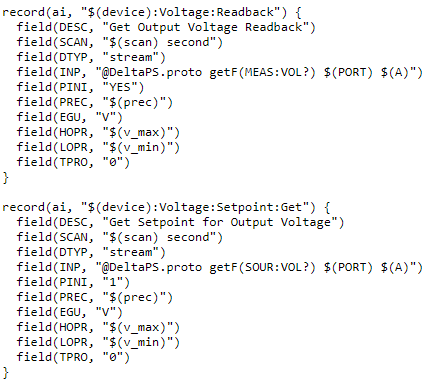 record(ai, "$(device):Voltage:Readback") {
  field(DESC, "Get Output Voltage Readback")
  field(SCAN, "$(scan) second")
  field(DTYP, "stream")
  field(INP, "@DeltaPS.proto getF(MEAS:VOL?) $(PORT) $(A)")
  field(PINI, "YES")
  field(PREC, "$(prec)")
  field(EGU, "V")
  field(HOPR, "$(v_max)")
  field(LOPR, "$(v_min)")
  field(TPRO, "0")
}
record(ai, "$(device):Voltage:Setpoint:Get") {
  field(DESC, "Get Setpoint for Output Voltage")
  field(SCAN, "$(scan) second")
  field(DTYP, "stream")
  field(INP, "@DeltaPS.proto getF(SOUR:VOL?) $(PORT) $(A)")
  field(PINI, "1")
  field(PREC, "$(prec)")
  field(EGU, "V")
  field(HOPR, "$(v_max)")
  field(LOPR, "$(v_min)")
  field(TPRO, "0")
}